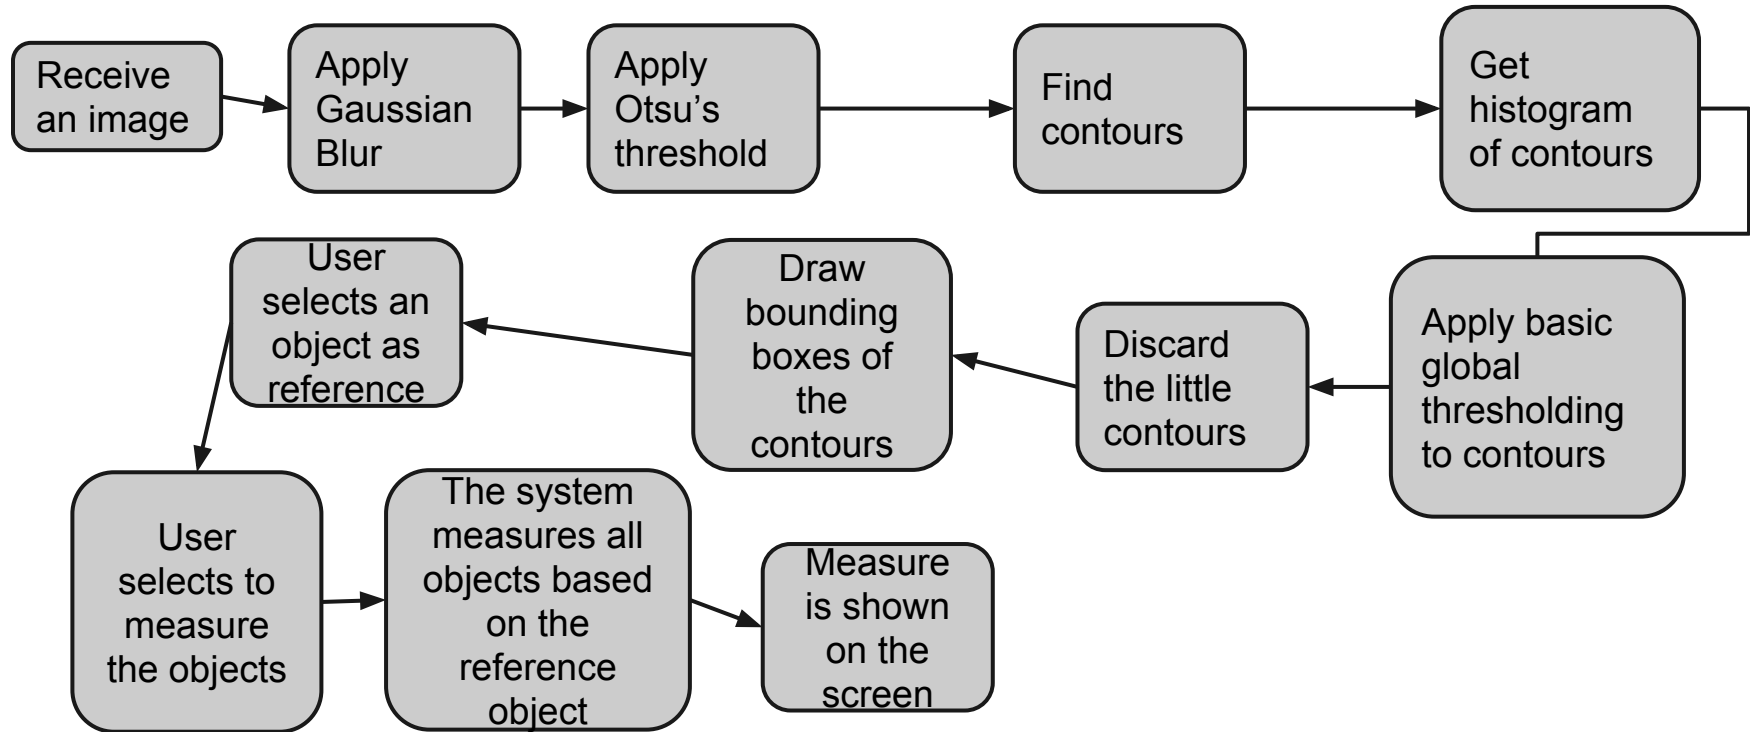 Receive
an image
Apply
Gaussian
Blur
Apply
Otsu’s
threshold
Find
contours
Get
histogram
of contours
Apply basic
global
thresholding
to contours
Discard
the little
contours
Draw
bounding
boxes of
the
contours
User
selects an
object as
reference
User
selects to
measure
the objects
The system
measures all
objects based
on the
reference
object
Measure
is shown
on the
screen